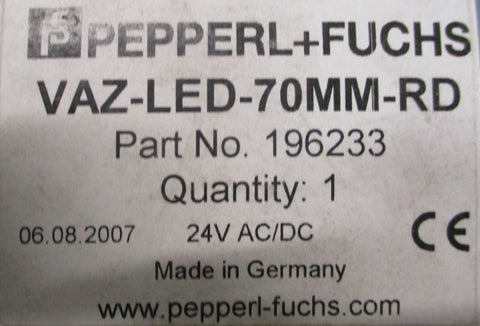 PEPPERL+FUCHS
VAZ-LED-70MM-RD
Part No. 196233
Quantity: 1
06.08.2007 24V AC/DC CE
Made in Germany
www.pepperl-fuchs.com